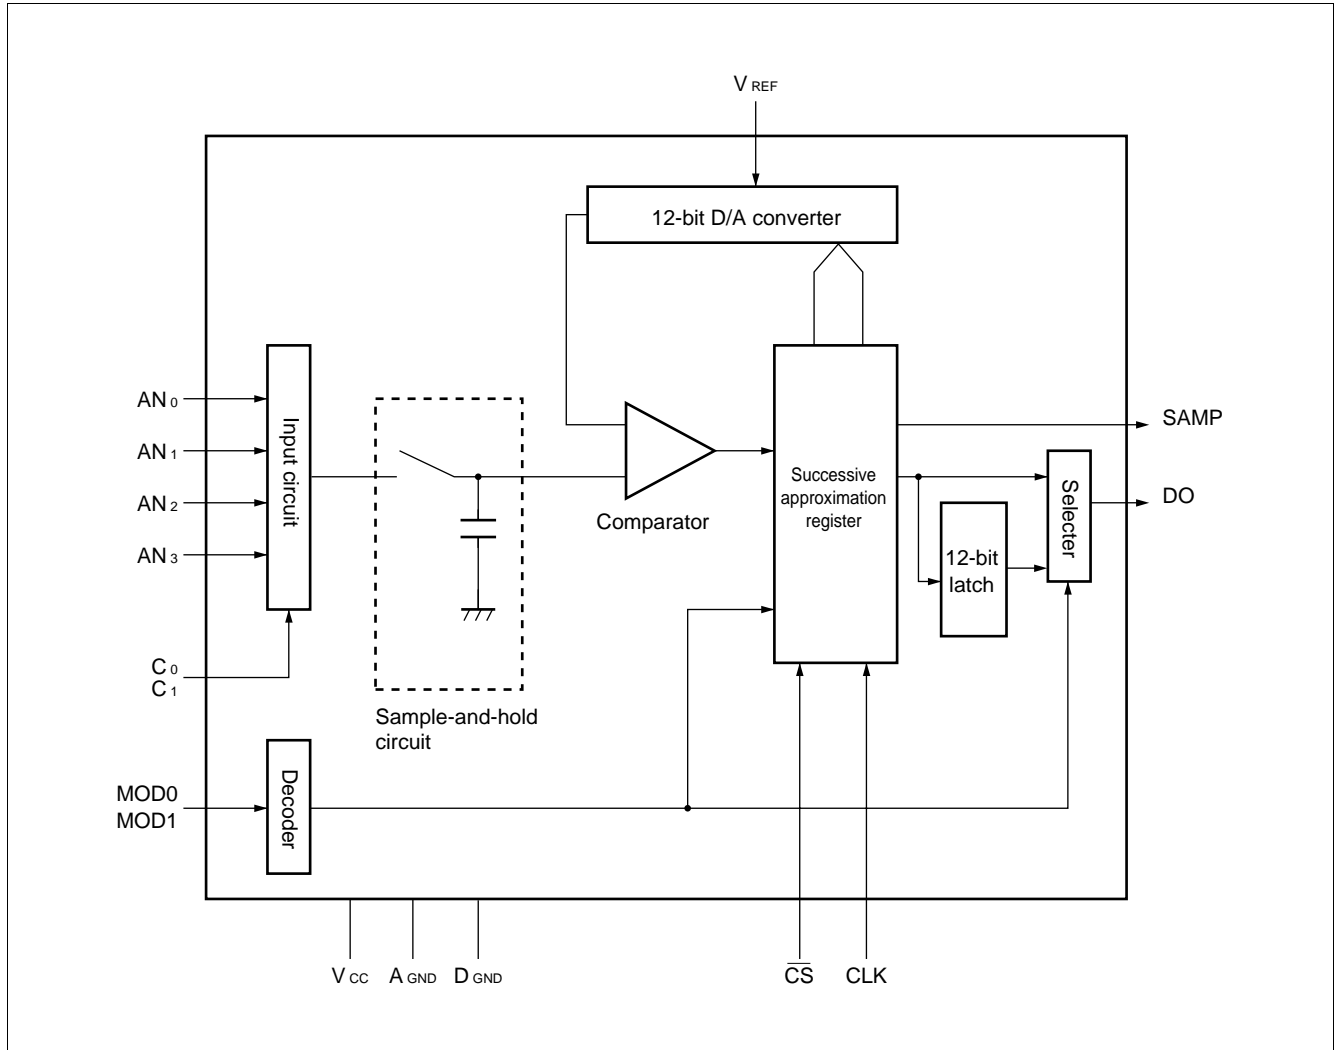 V REF
12-bit D/A converter
AN 0
AN 1
AN 2
AN 3
Input circuit
C 0
C 1
Sample-and-hold
circuit
Comparator
Successive
approximation
register
SAMP
DO
Selecter
12-bit
latch
MOD0
MOD1
Decoder
V CC
A GND
D GND
C̅S̅
CLK